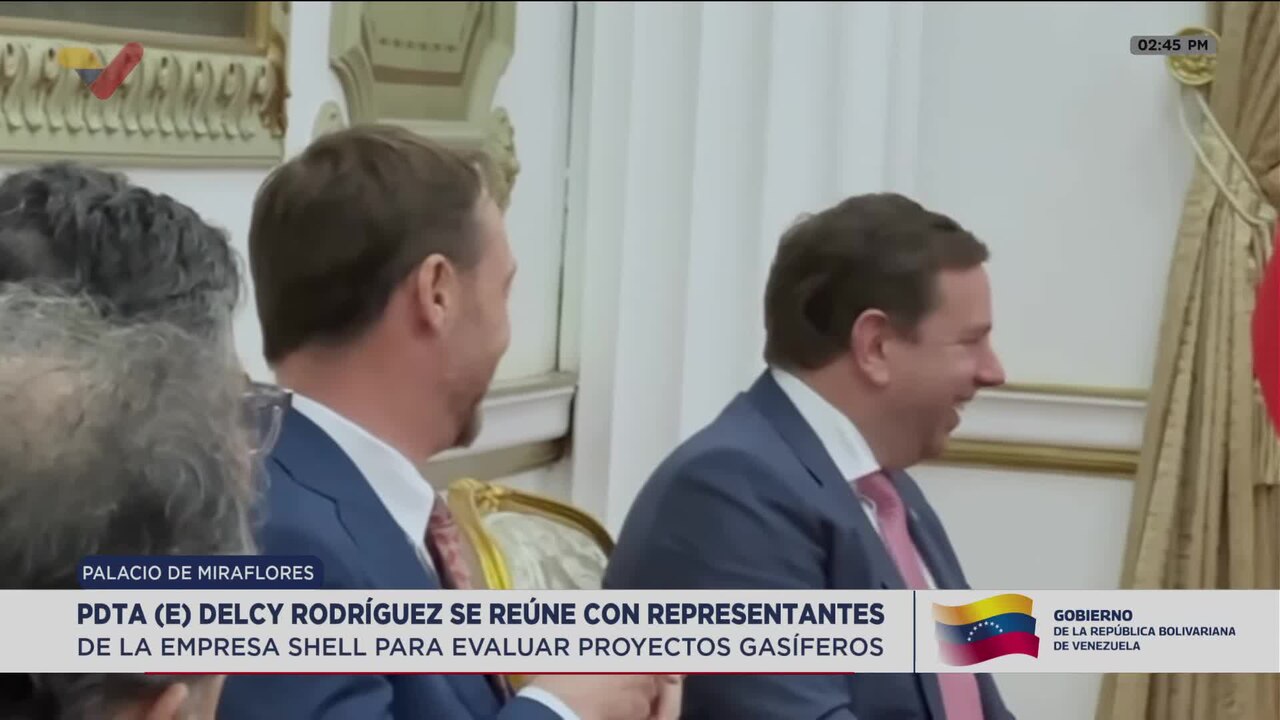 02:45 PM
PALACIO DE MIRAFLORES
PDTA (E) DELCY RODRÍGUEZ SE REÚNE CON REPRESENTANTES
DE LA EMPRESA SHELL PARA EVALUAR PROYECTOS GASÍFEROS
GOBIERNO
DE LA REPÚBLICA BOLIVARIANA
DE VENEZUELA